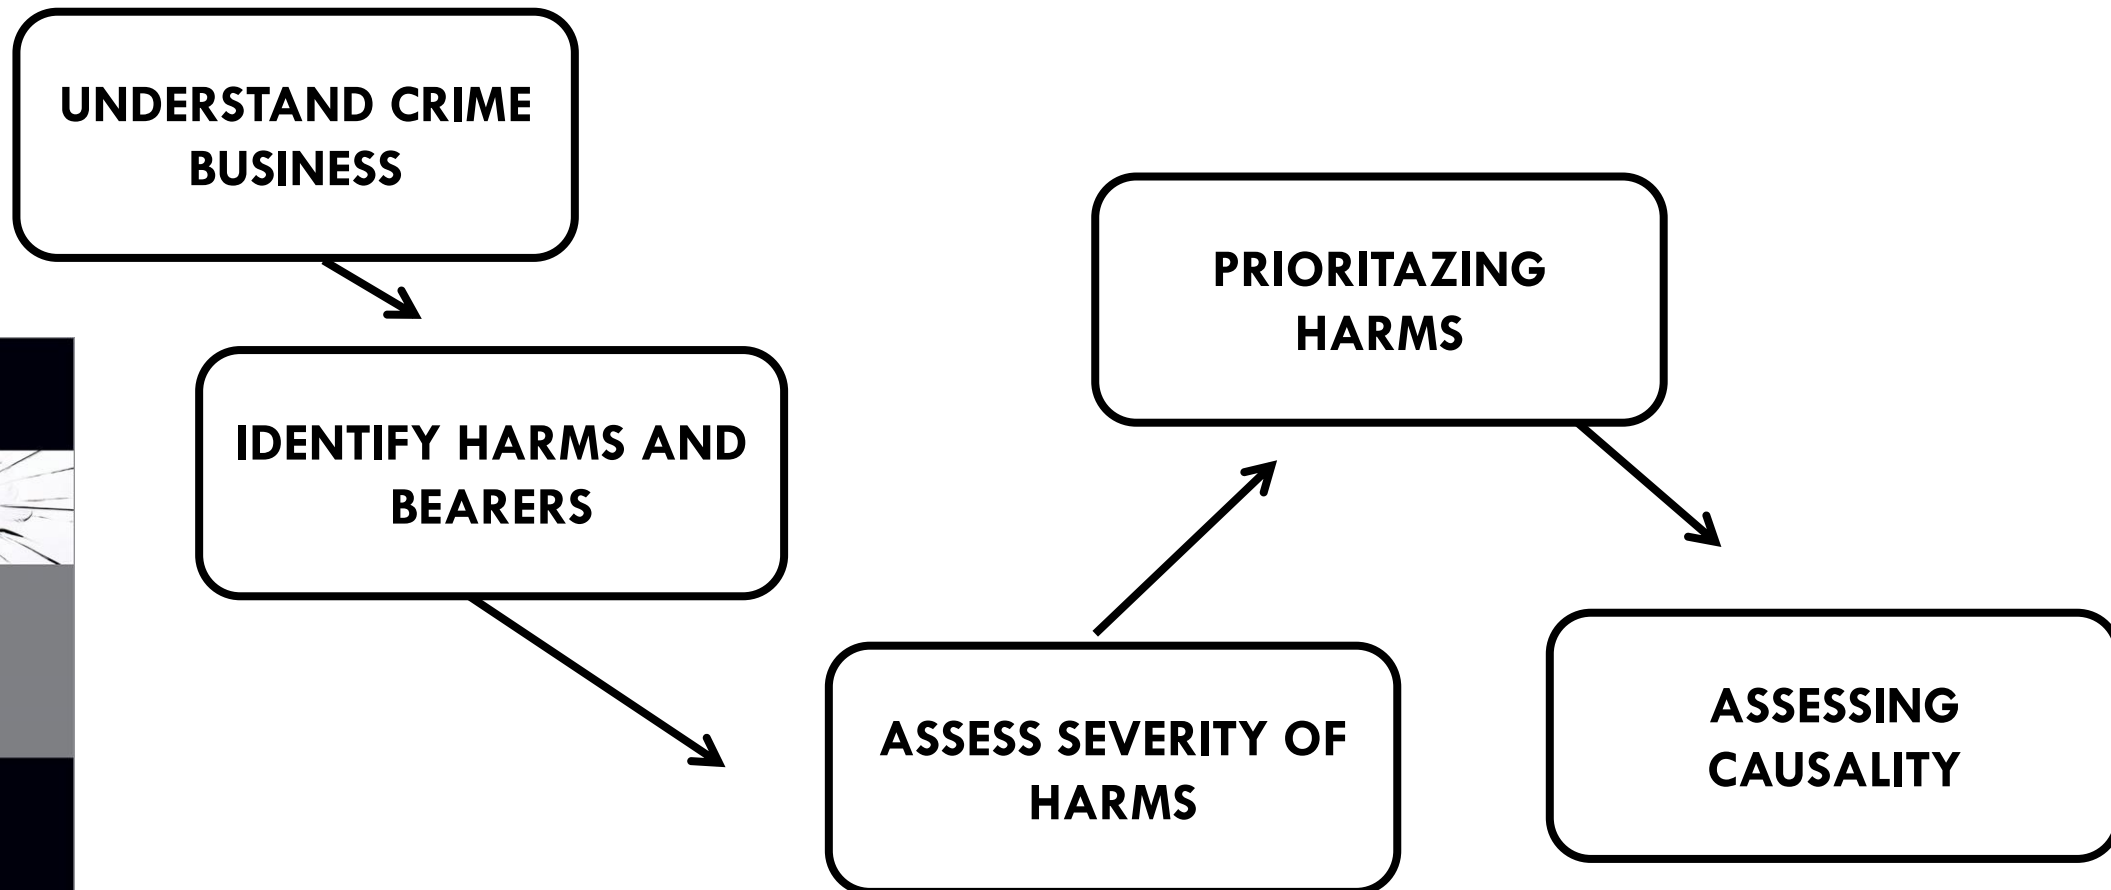 UNDERSTAND CRIME
BUSINESS
IDENTIFY HARMS AND
BEARERS
ASSESS SEVERITY OF
HARMS
PRIORITAZING
HARMS
ASSESSING
CAUSALITY